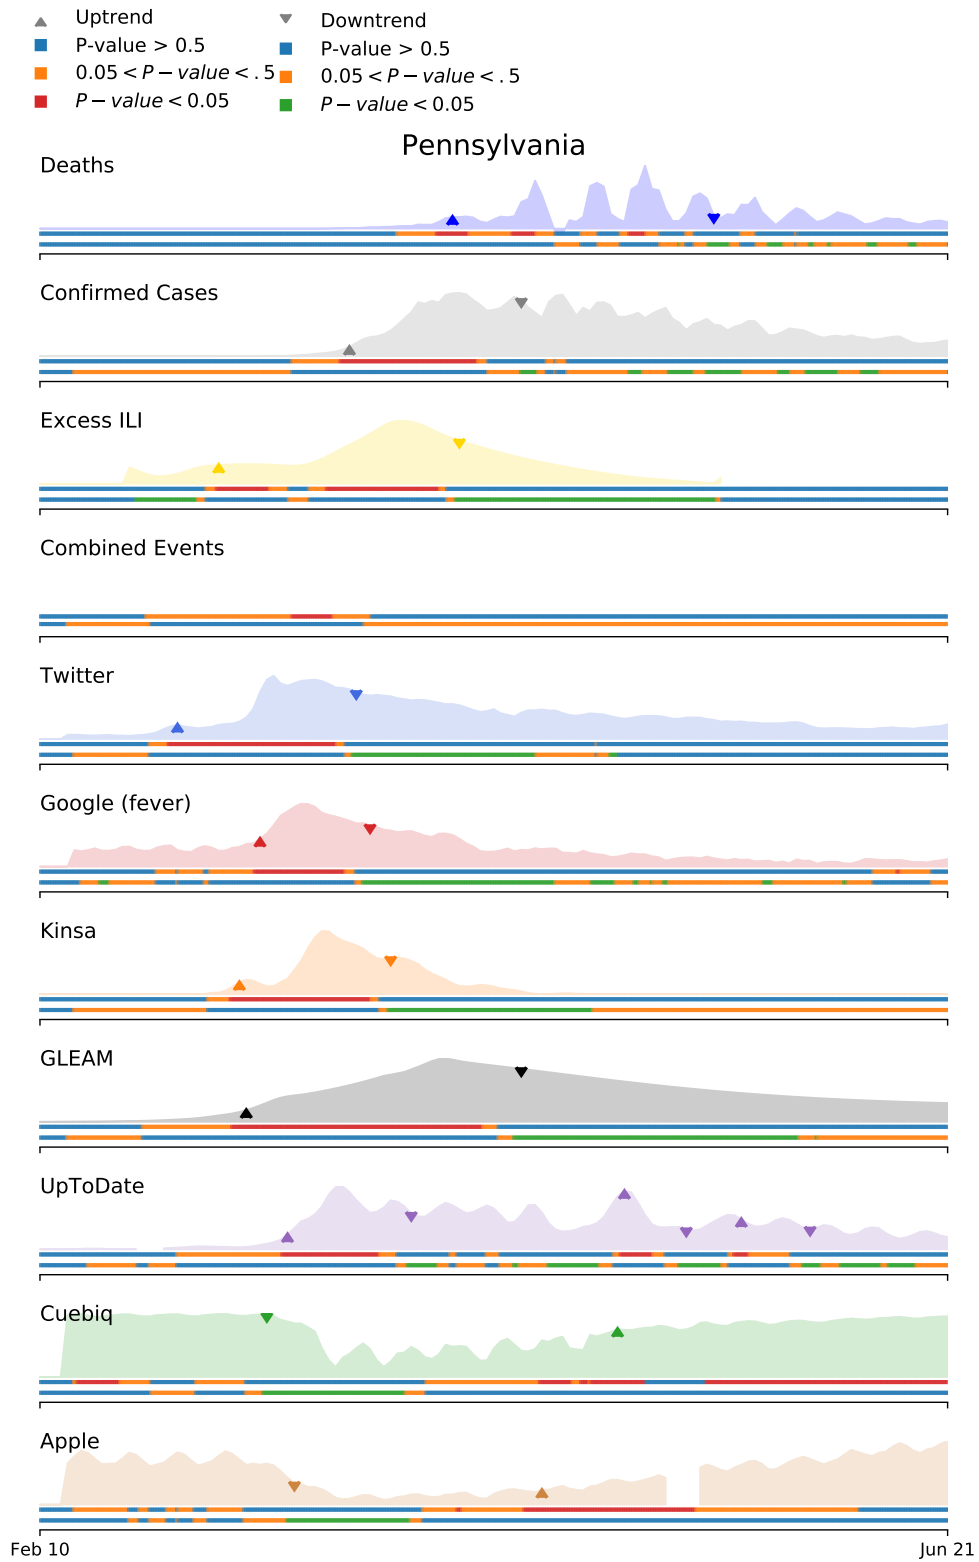 Uptrend
P-value > 0.5
0.05 < P − value < .5
P − value < 0.05
Downtrend
P-value > 0.5
0.05 < P − value < .5
P − value < 0.05
Pennsylvania
Deaths
Confirmed Cases
Excess ILI
Combined Events
Twitter
Google (fever)
Kinsa
GLEAM
UpToDate
Cuebiq
Apple
Feb 10
Jun 21